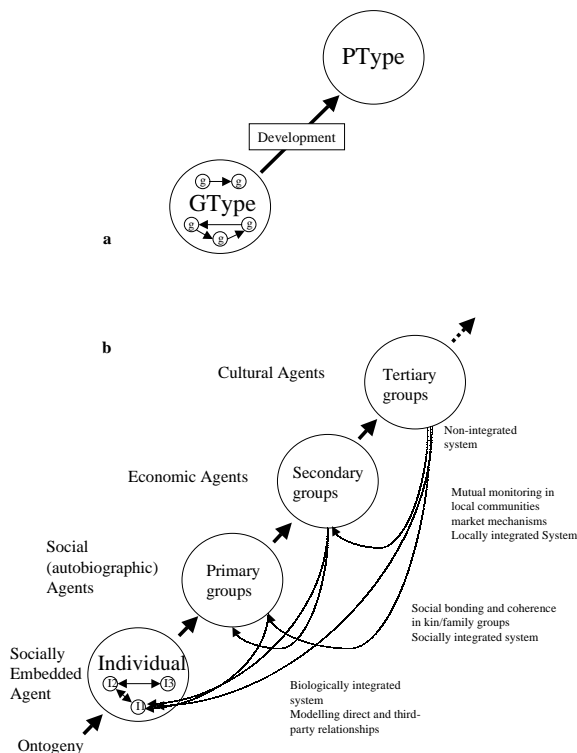 PType
Development
g g
GType
g g
g
a
b
Cultural Agents
Tertiary
groups
Non-integrated
system
Economic Agents
Secondary
groups
Mutual monitoring in
local communities
market mechanisms
Locally integrated System
Social
(autobiographic)
Agents
Primary
groups
Social bonding and coherence
in kin/family groups
Socially integrated system
Socially
Embedded
Agent
Individual
I2 I3
I1
Biologically integrated
system
Modelling direct and third-
party relationships
Ontogeny